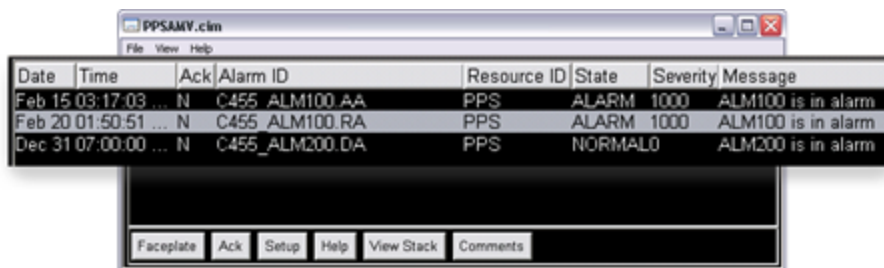 PPSAMV.cim
File View Help
Date Time Ack Alarm ID Resource ID State Severity Message
Feb 15 03:17:03 ... N C455_ALM100.AA PPS ALARM 1000 ALM100 is in alarm
Feb 20 01:50:51 ... N C455_ALM100.RA PPS ALARM 1000 ALM100 is in alarm
Dec 31 07:00:00 ... N C455_ALM200.DA PPS NORMAL 0 ALM200 is in alarm
Faceplate Ack Setup Help View Stack Comments